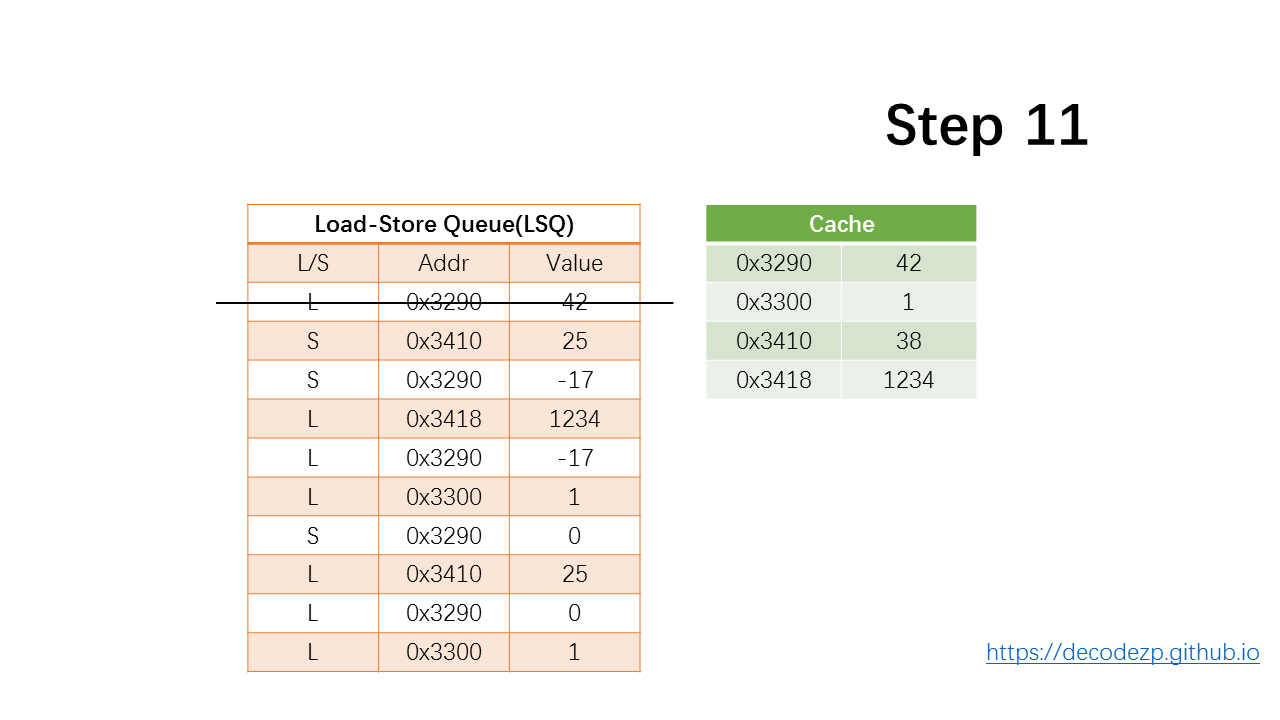 Step 11
Load-Store Queue(LSQ)
L/S Addr Value
L 0x3290 42
S 0x3410 25
S 0x3290 -17
L 0x3418 1234
L 0x3290 -17
L 0x3300 1
S 0x3290 0
L 0x3410 25
L 0x3290 0
L 0x3300 1
Cache
0x3290 42
0x3300 1
0x3410 38
0x3418 1234
https://decodezp.github.io